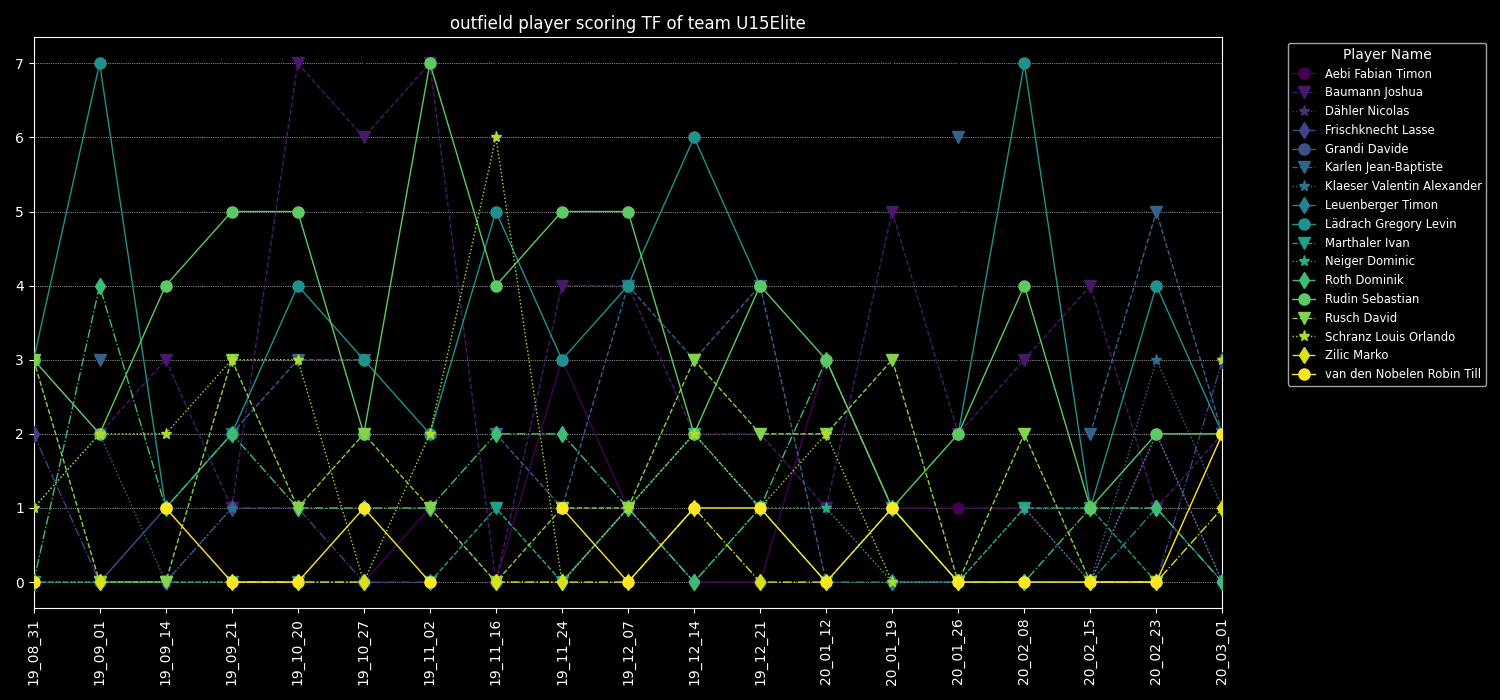 outfield player scoring TF of team U15Elite
7
6
5
4
3
2
1
0
19_08_31
19_09_01
19_09_14
19_09_21
19_10_20
19_10_27
19_11_02
19_11_16
19_11_24
19_12_07
19_12_14
19_12_21
20_01_12
20_01_19
20_01_26
20_02_08
20_02_15
20_02_23
20_03_01
Player Name
Aebi Fabian Timon
Baumann Joshua
Dähler Nicolas
Frischknecht Lasse
Grandi Davide
Karlen Jean-Baptiste
Klaeser Valentin Alexander
Leuenberger Timon
Lädrach Gregory Levin
Marthaler Ivan
Neiger Dominic
Roth Dominik
Rudin Sebastian
Rusch David
Schranz Louis Orlando
Zilic Marko
van den Nobelen Robin Till